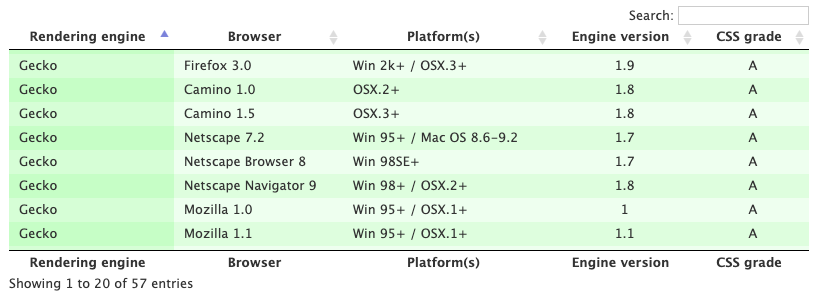 Search:
Rendering engine Browser Platform(s) Engine version CSS grade
Gecko Firefox 3.0 Win 2k+ / OSX.3+ 1.9 A
Gecko Camino 1.0 OSX.2+ 1.8 A
Gecko Camino 1.5 OSX.3+ 1.8 A
Gecko Netscape 7.2 Win 95+ / Mac OS 8.6-9.2 1.7 A
Gecko Netscape Browser 8 Win 98SE+ 1.7 A
Gecko Netscape Navigator 9 Win 98+ / OSX.2+ 1.8 A
Gecko Mozilla 1.0 Win 95+ / OSX.1+ 1 A
Gecko Mozilla 1.1 Win 95+ / OSX.1+ 1.1 A
Rendering engine Browser Platform(s) Engine version CSS grade
Showing 1 to 20 of 57 entries